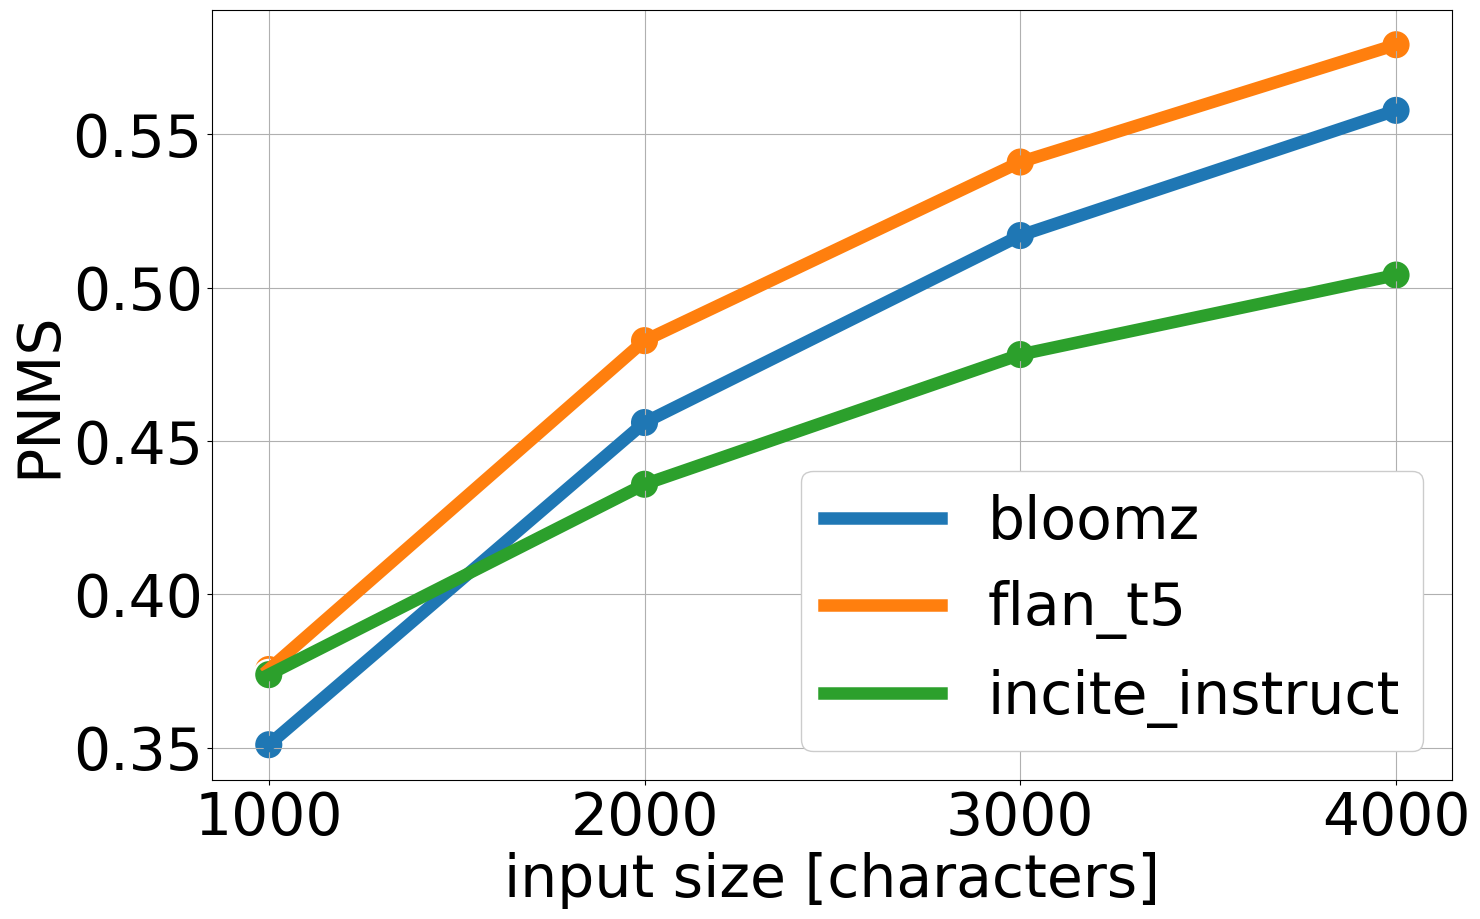 0.55
0.50
0.45
0.40
0.35
PNMS
bloomz
flan_t5
incite_instruct
1000 2000 3000 4000
input size [characters]